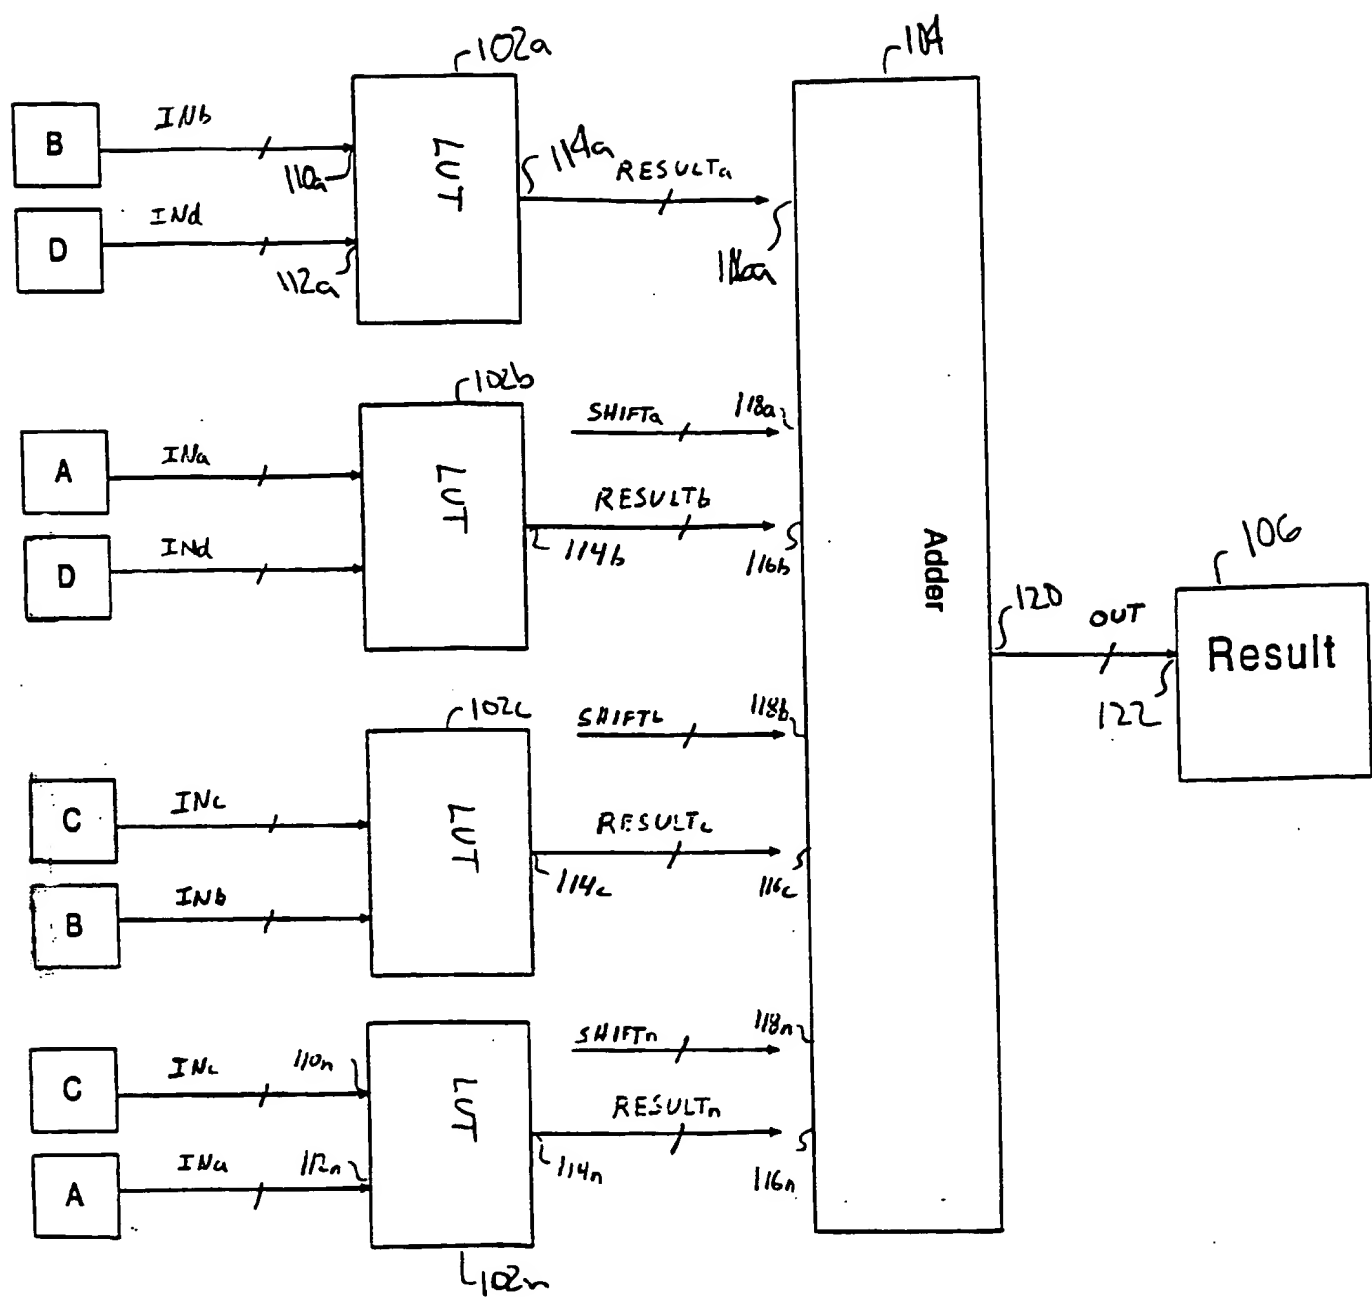 102a
104
B
INb
110a
LUT
114a
RESULTa
D
INd
112a
102b
SHIFTa
118a
A
INa
LUT
RESULTb
114b
116b
D
INd
Adder
106
120
OUT
Result
122
102c
118b
C
INc
LUT
RESULTc
114c
116c
B
INb
SHIFTn
118n
C
INc
110n
LUT
RESULTn
114n
116n
A
INa
112n
102n